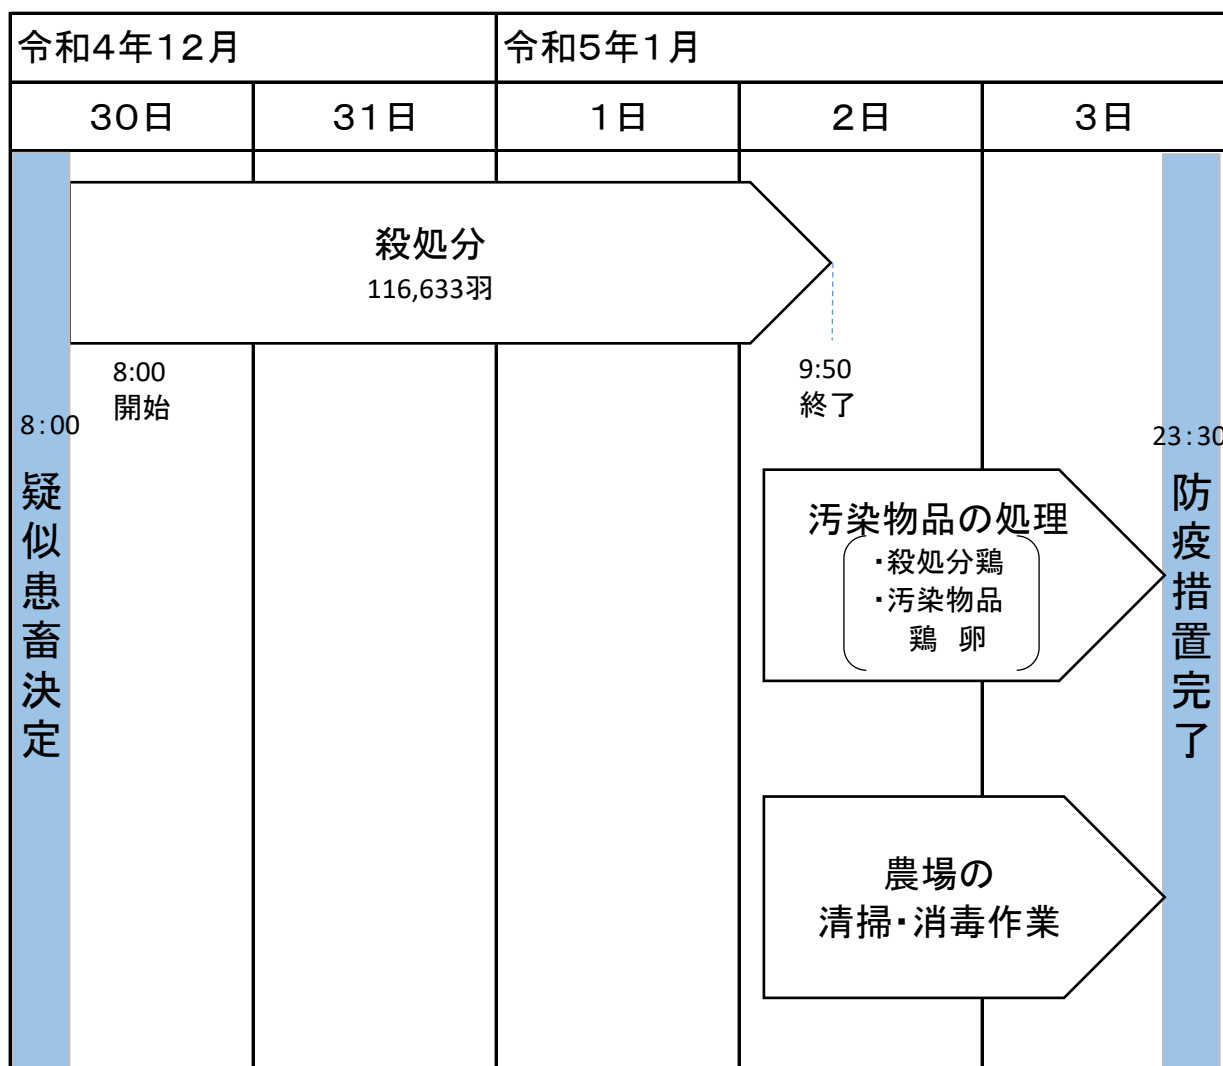 令和4年12月
令和5年1月
30日
31日
1日
2日
3日
殺処分
116,633羽
8:00
開始
9:50
終了
8:00
疑似患畜決定
23:30
防疫措置完了
汚染物品の処理
・殺処分鶏
・汚染物品
鶏 卵
農場の
清掃・消毒作業